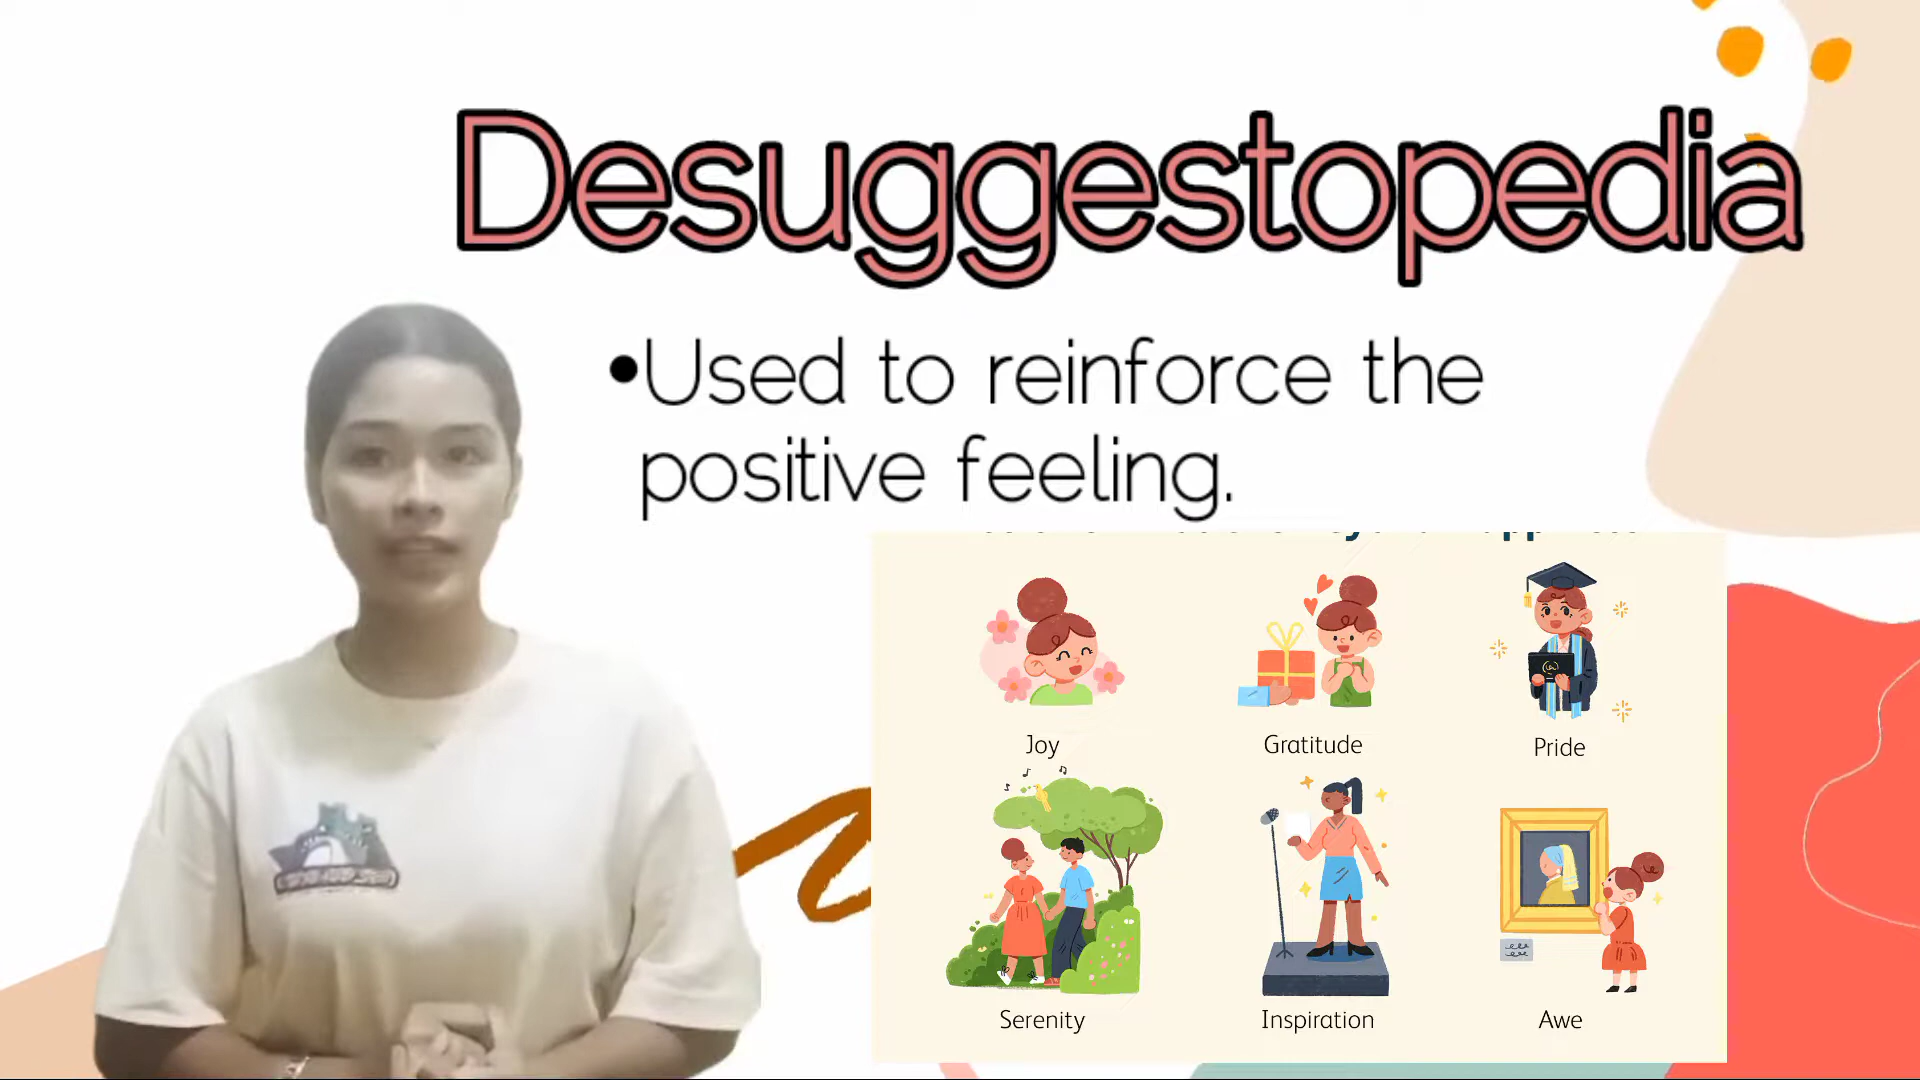 Desuggestopedia
•Used to reinforce the
positive feeling.
Joy
Gratitude
Pride
Serenity
Inspiration
Awe